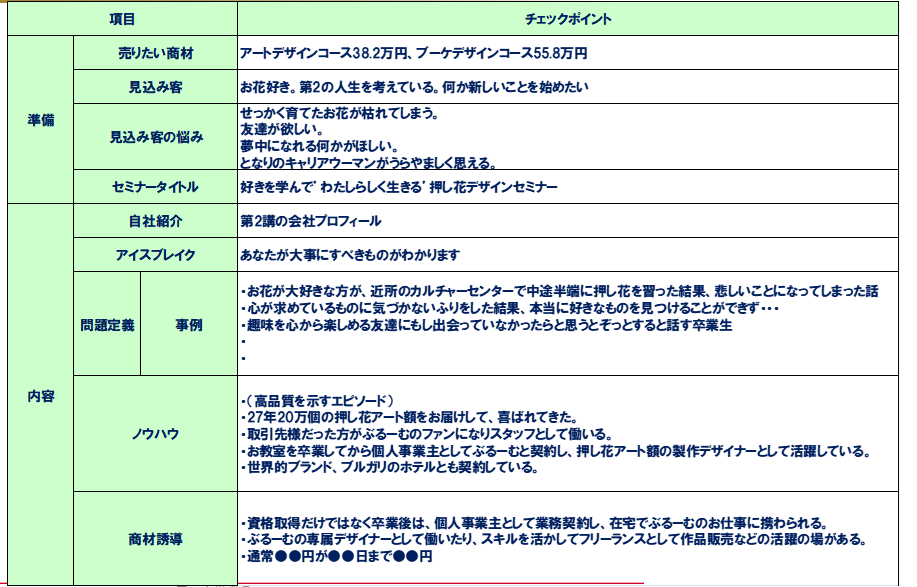 項目
チェックポイント
準備
売りたい商材
アートデザインコース38.2万円、ブーケデザインコース55.8万円
見込み客
お花好き。第2の人生を考えている。何か新しいことを始めたい
見込み客の悩み
せっかく育てたお花が枯れてしまう。
友達が欲しい。
夢中になれる何かがほしい。
となりのキャリアウーマンがうらやましく思える。
セミナータイトル
好きを学んで’わたしらしく生きる’押し花デザインセミナー
内容
自社紹介
第2講の会社プロフィール
アイスブレイク
あなたが大事にすべきものがわかります
問題定義
事例
・お花が大好きな方が、近所のカルチャーセンターで中途半端に押し花を習った結果、悲しいことになってしまった話
・心が求めているものに気づかないふりをした結果、本当に好きなものを見つけることができず・・・
・趣味を心から楽しめる友達にもし出会っていなかったらと思うとぞっとすると話す卒業生
・
・
ノウハウ
・（高品質を示すエピソード）
・27年20万個の押し花アート額をお届けして、喜ばれてきた。
・取引先様だった方がぶるーむのファンになりスタッフとして働いる。
・お教室を卒業してから個人事業主としてぶるーむと契約し、押し花アート額の製作デザイナーとして活躍している。
・世界的ブランド、ブルガリのホテルとも契約している。
商材誘導
・資格取得だけではなく卒業後は、個人事業主として業務契約し、在宅でぶるーむのお仕事に携わられる。
・ぶるーむの専属デザイナーとして働いたり、スキルを活かしてフリーランスとして作品販売などの活躍の場がある。
・通常●●円が●●日まで●●円